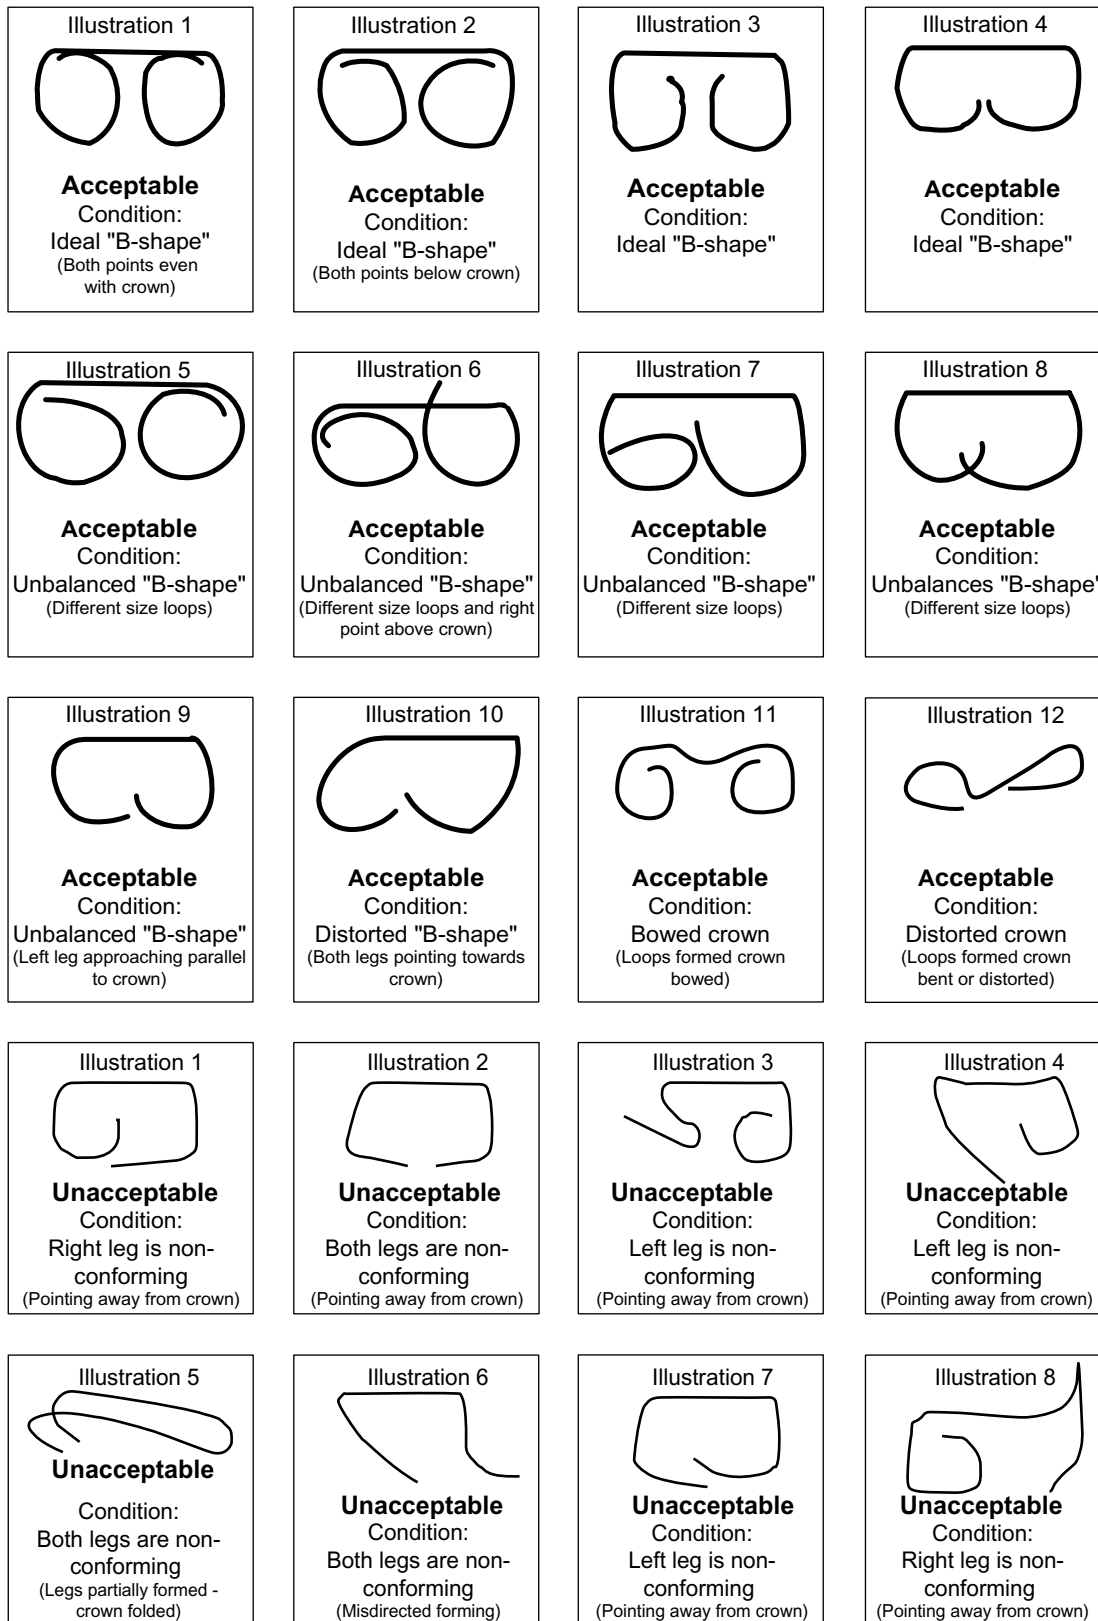 Illustration 1
Acceptable
Condition:
Ideal "B-shape"
(Both points even
with crown)
Illustration 2
Acceptable
Condition:
Ideal "B-shape"
(Both points below crown)
Illustration 3
Acceptable
Condition:
Ideal "B-shape"
Illustration 4
Acceptable
Condition:
Ideal "B-shape"
Illustration 5
Acceptable
Condition:
Unbalanced "B-shape"
(Different size loops)
Illustration 6
Acceptable
Condition:
Unbalanced "B-shape"
(Different size loops and right
point above crown)
Illustration 7
Acceptable
Condition:
Unbalanced "B-shape"
(Different size loops)
Illustration 8
Acceptable
Condition:
Unbalances "B-shape"
(Different size loops)
Illustration 9
Acceptable
Condition:
Unbalanced "B-shape"
(Left leg approaching parallel
to crown)
Illustration 10
Acceptable
Condition:
Distorted "B-shape"
(Both legs pointing towards
crown)
Illustration 11
Acceptable
Condition:
Bowed crown
(Loops formed crown
bowed)
Illustration 12
Acceptable
Condition:
Distorted crown
(Loops formed crown
bent or distorted)
Illustration 1
Unacceptable
Condition:
Right leg is non-
conforming
(Pointing away from crown)
Illustration 2
Unacceptable
Condition:
Both legs are non-
conforming
(Pointing away from crown)
Illustration 3
Unacceptable
Condition:
Left leg is non-
conforming
(Pointing away from crown)
Illustration 4
Unacceptable
Condition:
Left leg is non-
conforming
(Pointing away from crown)
Illustration 5
Unacceptable
Condition:
Both legs are non-
conforming
(Legs partially formed -
crown folded)
Illustration 6
Unacceptable
Condition:
Both legs are non-
conforming
(Misdirected forming)
Illustration 7
Unacceptable
Condition:
Left leg is non-
conforming
(Pointing away from crown)
Illustration 8
Unacceptable
Condition:
Right leg is non-
conforming
(Pointing away from crown)